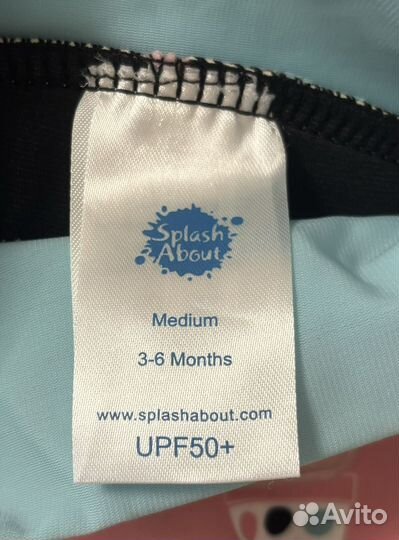 Splash
About
Medium
3-6 Months
www.splashabout.com
UPF50+
Avito